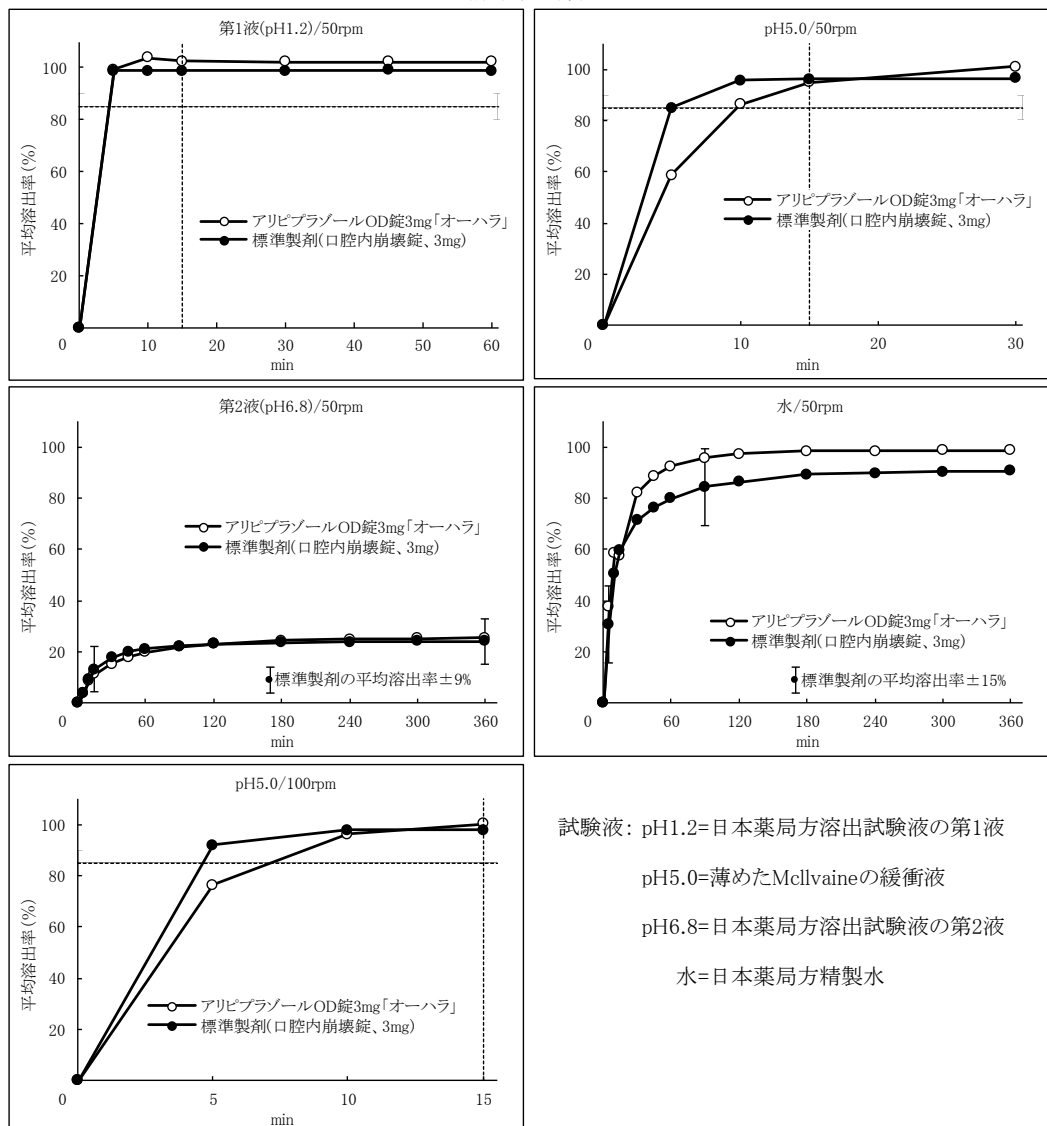 第1液(pH1.2)/50rpm
平均溶出率(%)
100
80
60
40
20
0
アリピプラゾールOD錠3mg「オーハラ」
標準製剤(口腔内崩壊錠、3mg)
10
20
30
40
50
60
min
pH5.0/50rpm
平均溶出率(%)
100
80
60
40
20
0
アリピプラゾールOD錠3mg「オーハラ」
標準製剤(口腔内崩壊錠、3mg)
10
20
30
min
第2液(pH6.8)/50rpm
平均溶出率(%)
100
80
60
40
20
0
アリピプラゾールOD錠3mg「オーハラ」
標準製剤(口腔内崩壊錠、3mg)
標準製剤の平均溶出率±9%
60
120
180
240
300
360
min
水/50rpm
平均溶出率(%)
100
80
60
40
20
0
アリピプラゾールOD錠3mg「オーハラ」
標準製剤(口腔内崩壊錠、3mg)
標準製剤の平均溶出率±15%
60
120
180
240
300
360
min
pH5.0/100rpm
平均溶出率(%)
100
80
60
40
20
0
アリピプラゾールOD錠3mg「オーハラ」
標準製剤(口腔内崩壊錠、3mg)
5
10
15
min
試験液: pH1.2=日本薬局方溶出試験液の第1液
pH5.0=薄めたMcIlvaineの緩衝液
pH6.8=日本薬局方溶出試験液の第2液
水=日本薬局方精製水